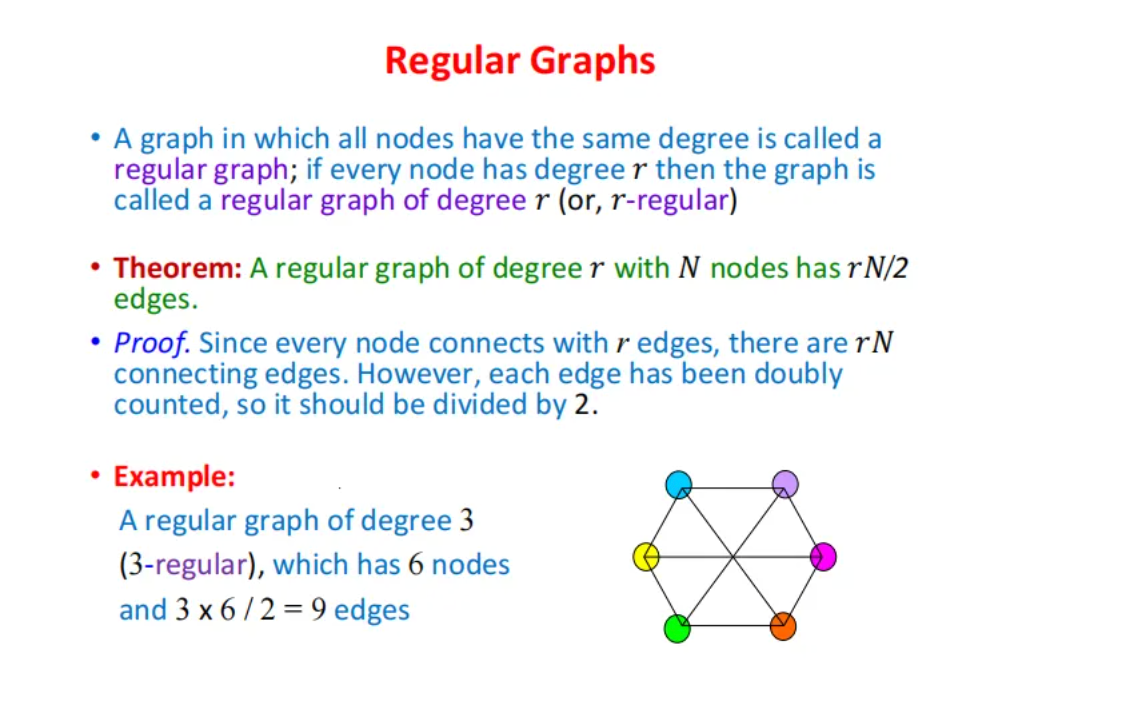 Regular Graphs
• A graph in which all nodes have the same degree is called a
regular graph; if every node has degree r then the graph is
called a regular graph of degree r (or, r-regular)
• Theorem: A regular graph of degree r with N nodes has rN/2
edges.
• Proof. Since every node connects with r edges, there are rN
connecting edges. However, each edge has been doubly
counted, so it should be divided by 2.
• Example:
A regular graph of degree 3
(3-regular), which has 6 nodes
and 3 x 6 / 2 = 9 edges